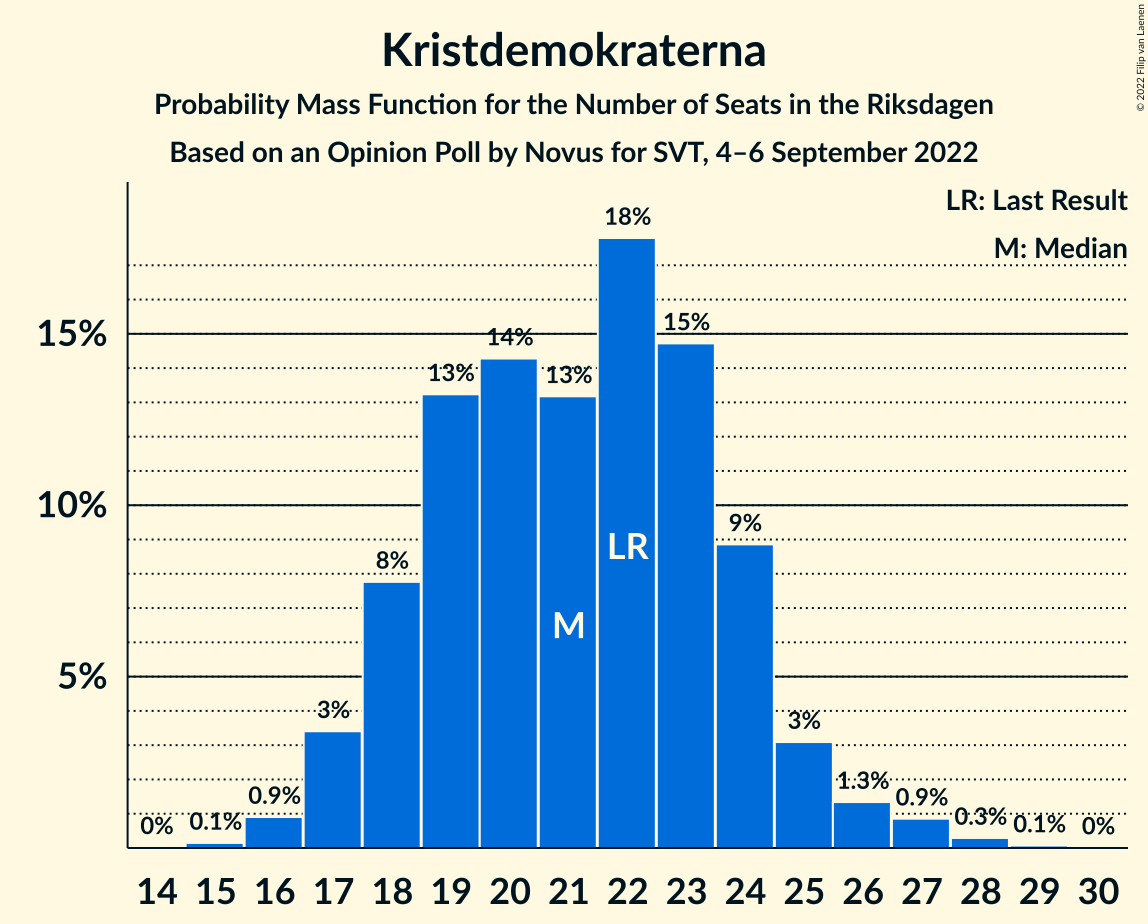 Kristdemokraterna
Probability Mass Function for the Number of Seats in the Riksdagen
Based on an Opinion Poll by Novus for SVT, 4–6 September 2022
© 2022 Filip van Laenen
LR: Last Result
M: Median
15%
10%
5%
0%
0.1%
0.9%
3%
8%
13%
14%
13%
18%
15%
9%
3%
1.3%
0.9%
0.3%
0.1%
0%
LR
M
14 15 16 17 18 19 20 21 22 23 24 25 26 27 28 29 30